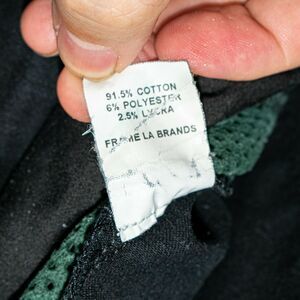 91.5% COTTON
6% POLYESTER
2.5% LYCRA
FRAME LA BRANDS